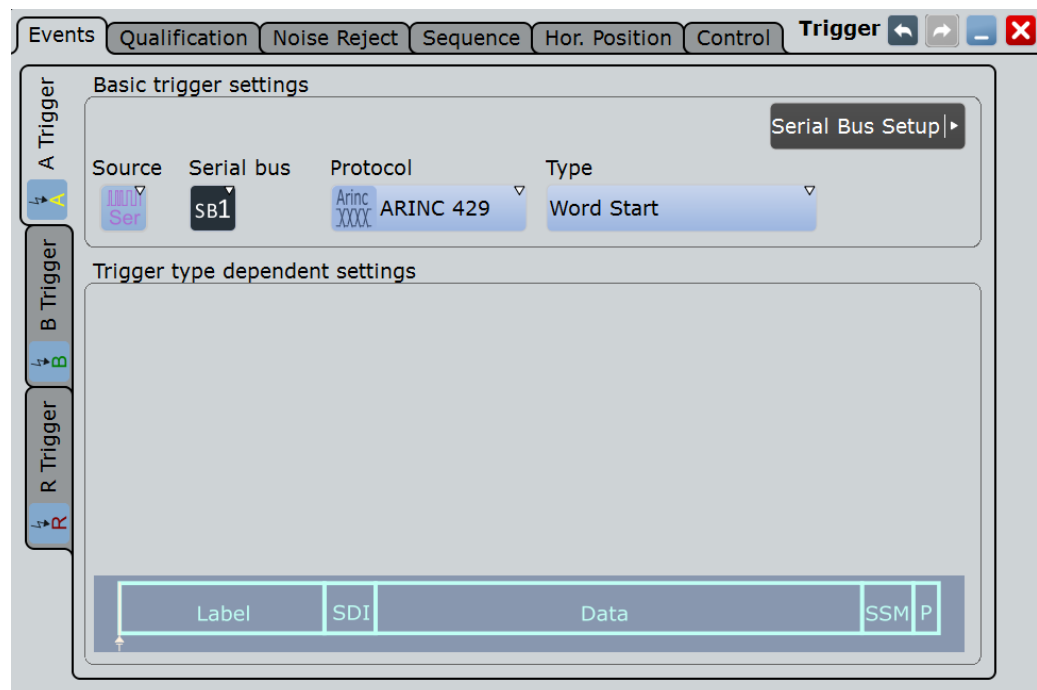 Events Qualification Noise Reject Sequence Hor. Position Control Trigger
A Trigger
A
B Trigger
B
R Trigger
R
Basic trigger settings
Serial Bus Setup
Source Serial bus Protocol Type
Ser SB1 Arinc XXXX ARINC 429 Word Start
Trigger type dependent settings
Label SDI Data SSM P